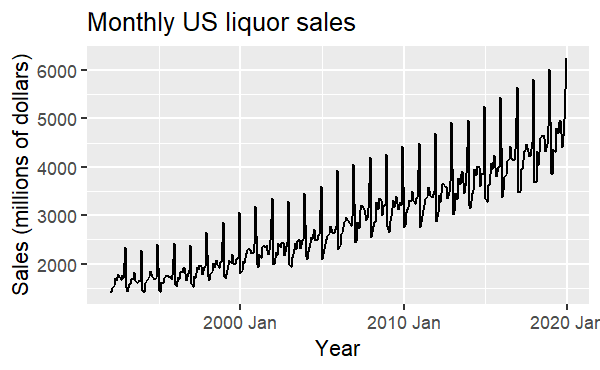 Monthly US liquor sales
Sales (millions of dollars)
6000
5000
4000
3000
2000
2000 Jan
2010 Jan
2020 Jan
Year